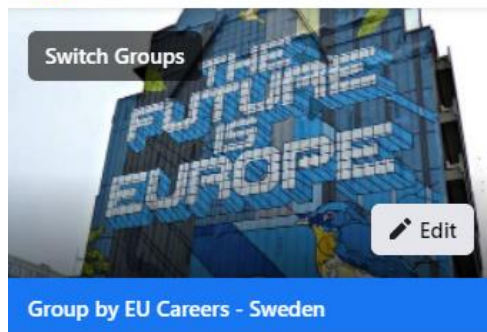 Switch Groups
THE
FUTURE
IS
EUROPE
Edit
Group by EU Careers - Sweden